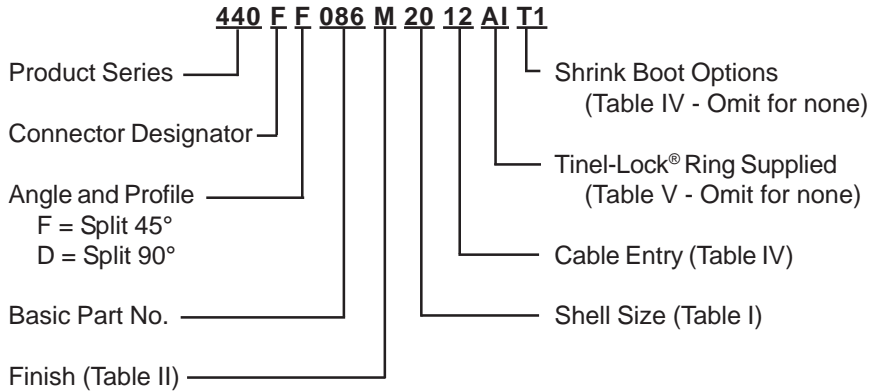 440 F F 086 M 20 12 AI T1
Product Series
Connector Designator
Angle and Profile
F = Split 45°
D = Split 90°
Basic Part No.
Finish (Table II)
Shrink Boot Options
(Table IV - Omit for none)
Tinel-Lock® Ring Supplied
(Table V - Omit for none)
Cable Entry (Table IV)
Shell Size (Table I)